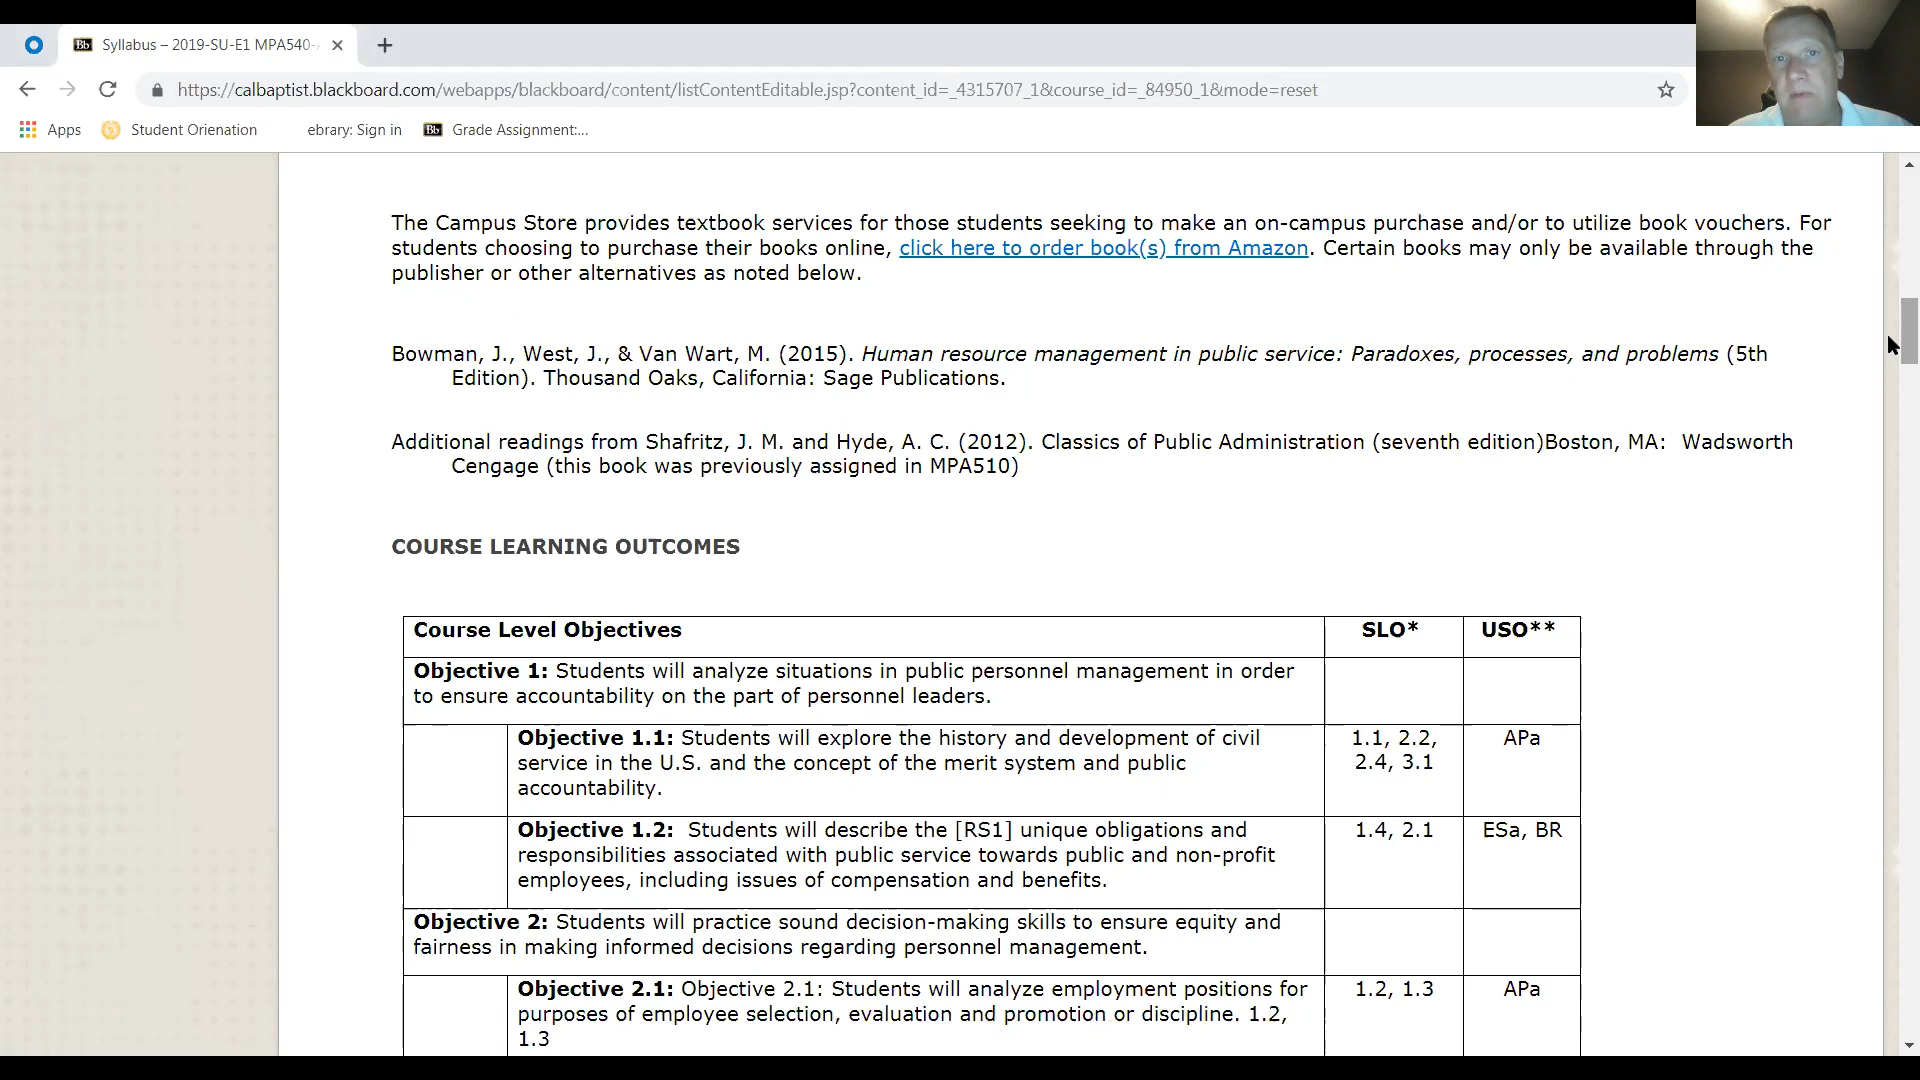 Syllabus – 2019-SU-E1 MPA540-
https://calbaptist.blackboard.com/webapps/blackboard/content/listContentEditable.jsp?content_id=_4315707_1&course_id=_84950_1&mode=reset
Apps Student Orienation ebrary: Sign in Bb Grade Assignment:...
The Campus Store provides textbook services for those students seeking to make an on-campus purchase and/or to utilize book vouchers. For
students choosing to purchase their books online, click here to order book(s) from Amazon. Certain books may only be available through the
publisher or other alternatives as noted below.
Bowman, J., West, J., & Van Wart, M. (2015). Human resource management in public service: Paradoxes, processes, and problems (5th
Edition). Thousand Oaks, California: Sage Publications.
Additional readings from Shafritz, J. M. and Hyde, A. C. (2012). Classics of Public Administration (seventh edition)Boston, MA: Wadsworth
Cengage (this book was previously assigned in MPA510)
COURSE LEARNING OUTCOMES
Course Level Objectives SLO* USO**
Objective 1: Students will analyze situations in public personnel management in order
to ensure accountability on the part of personnel leaders.
Objective 1.1: Students will explore the history and development of civil 1.1, 2.2, APa
service in the U.S. and the concept of the merit system and public 2.4, 3.1
accountability.
Objective 1.2: Students will describe the [RS1] unique obligations and 1.4, 2.1 ESa, BR
responsibilities associated with public service towards public and non-profit
employees, including issues of compensation and benefits.
Objective 2: Students will practice sound decision-making skills to ensure equity and
fairness in making informed decisions regarding personnel management.
Objective 2.1: Objective 2.1: Students will analyze employment positions for 1.2, 1.3 APa
purposes of employee selection, evaluation and promotion or discipline. 1.2,
1.3